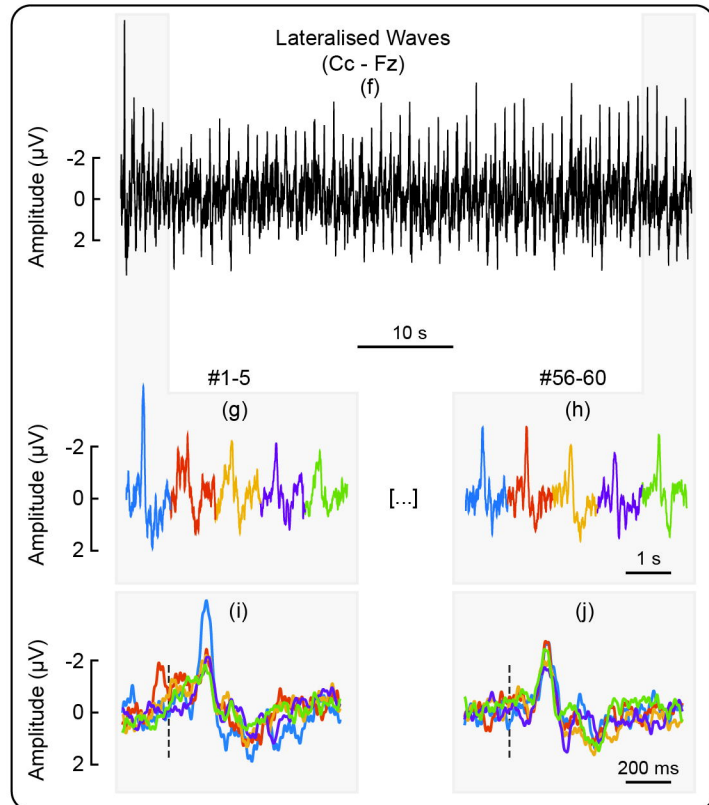 Lateralised Waves
(Cc - Fz)
(f)
Amplitude (µV)
-2
0
2
10 s
#1-5
#56-60
(g)
(h)
Amplitude (µV)
-2
0
2
[...]
1 s
(i)
(j)
Amplitude (µV)
-2
0
2
200 ms